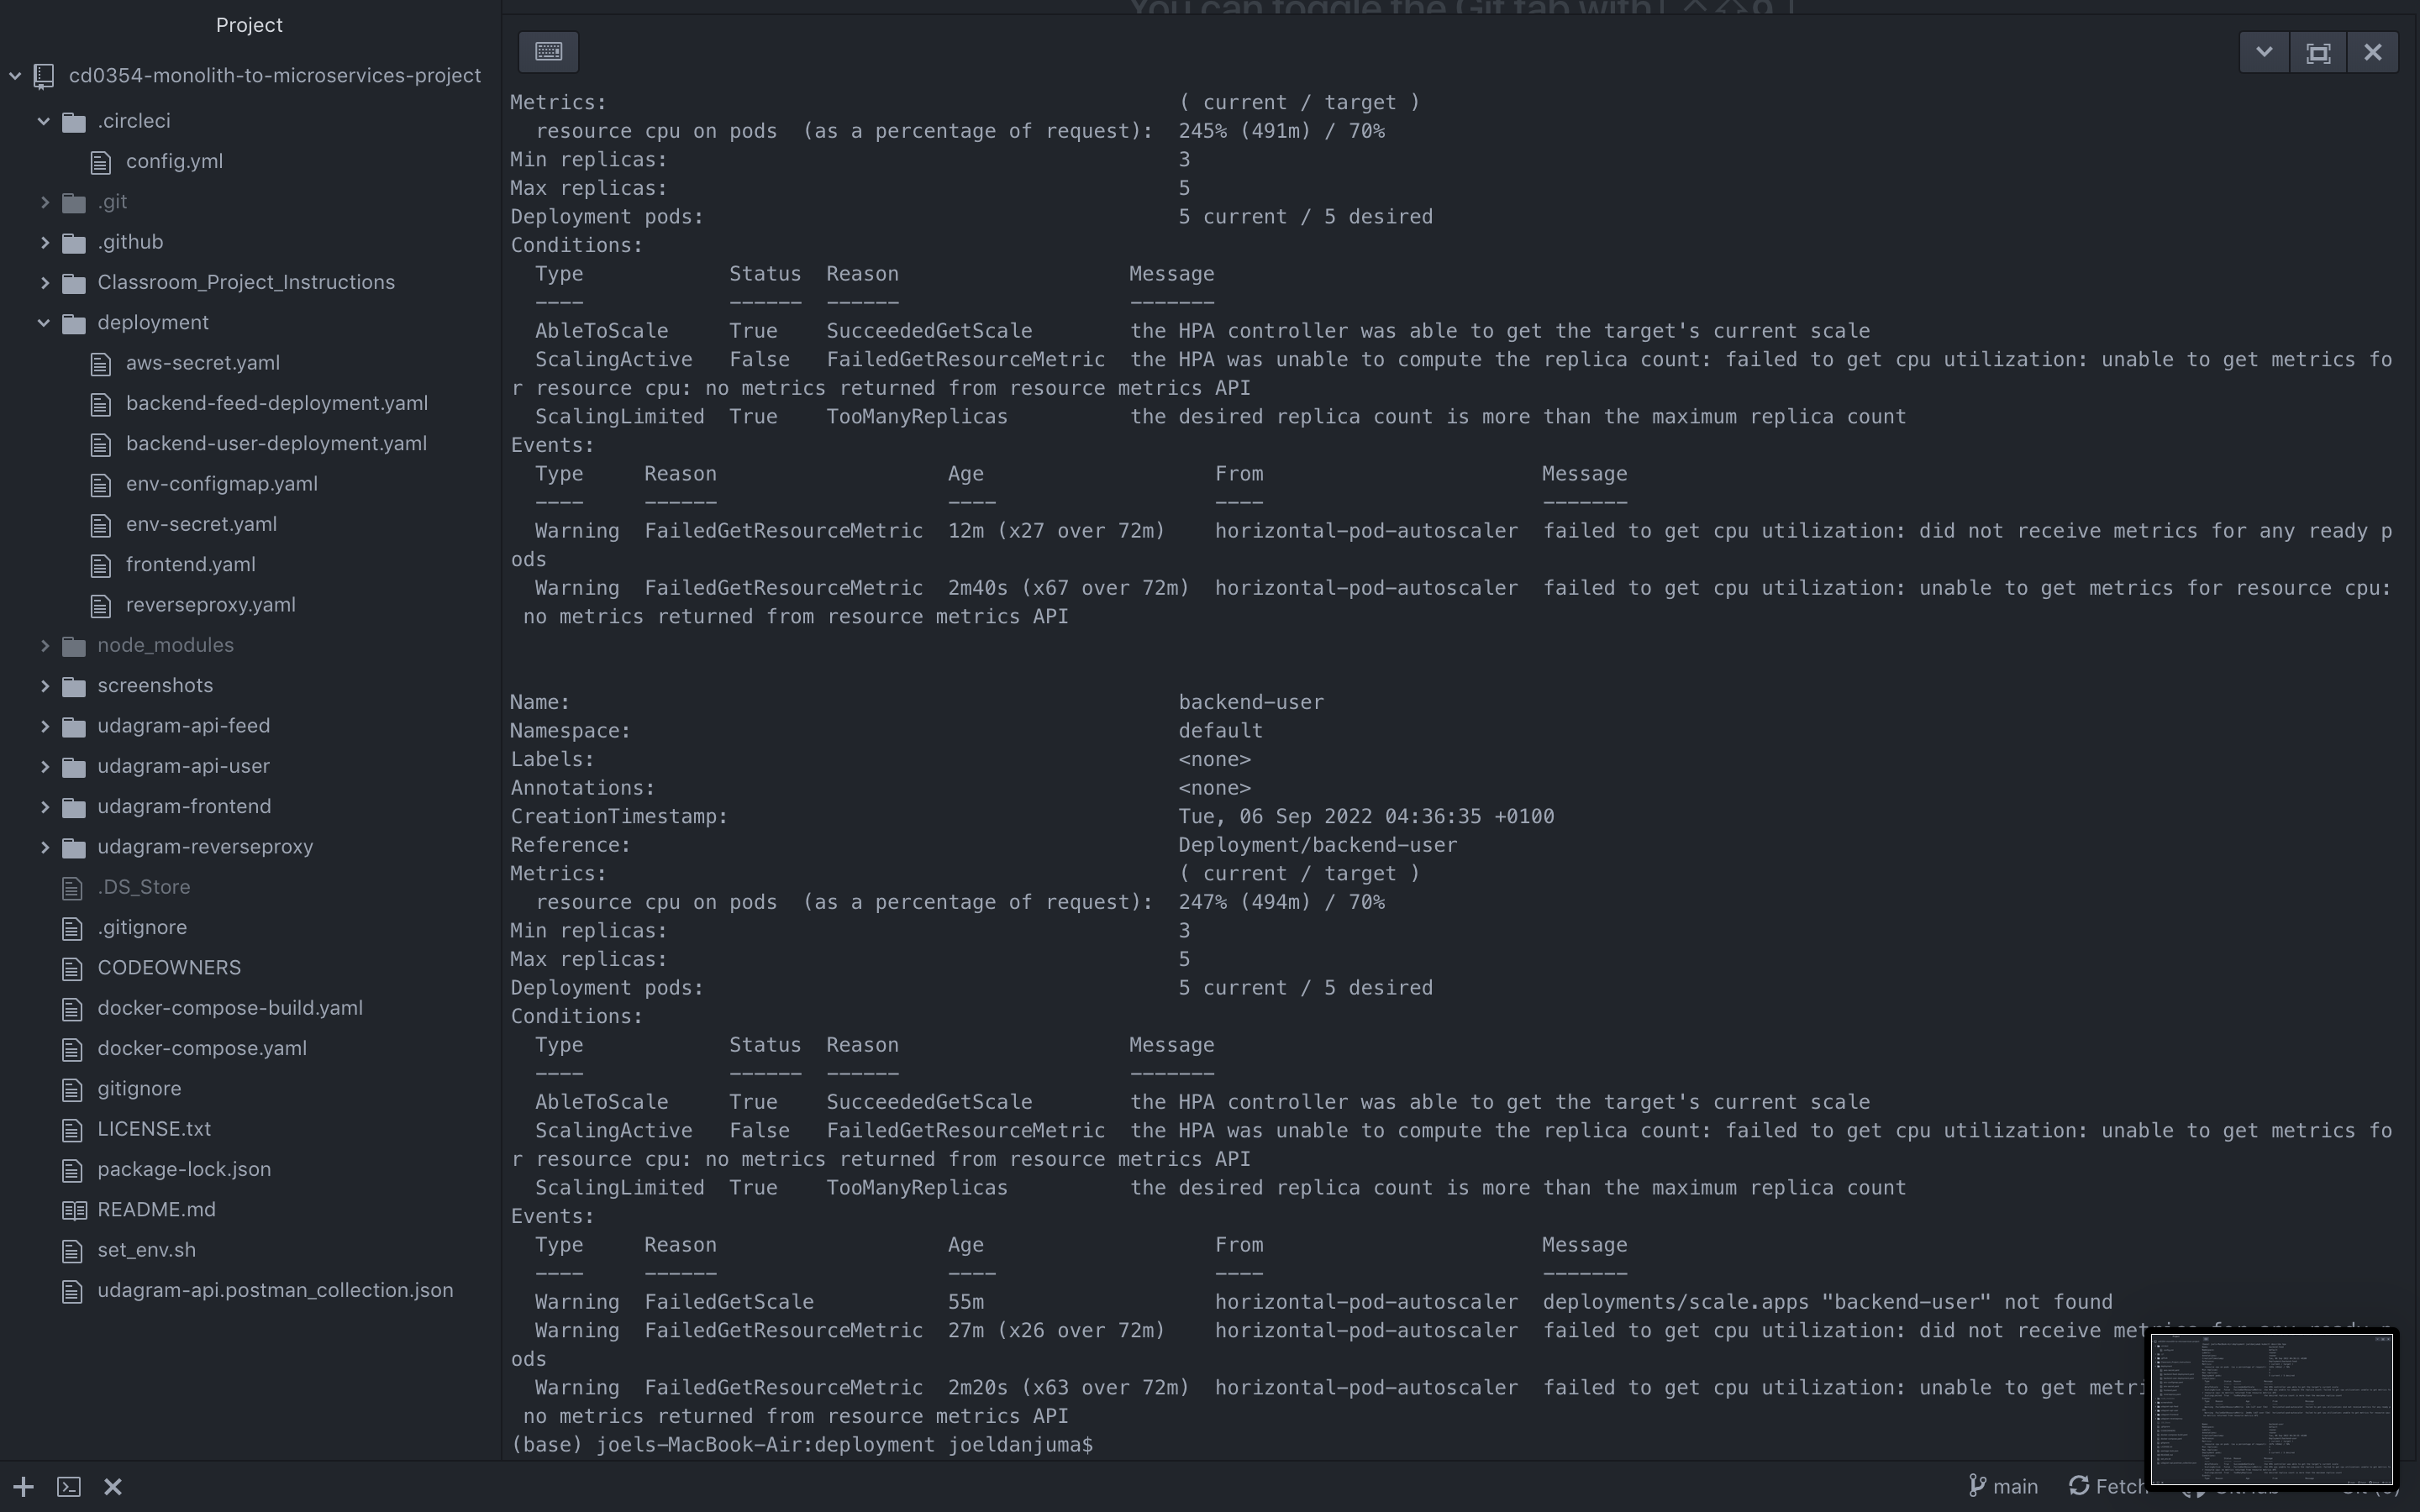 Project
cd0354-monolith-to-microservices-project
.circleci
config.yml
.git
.github
Classroom_Project_Instructions
deployment
aws-secret.yaml
backend-feed-deployment.yaml
backend-user-deployment.yaml
env-configmap.yaml
env-secret.yaml
frontend.yaml
reverseproxy.yaml
node_modules
screenshots
udagram-api-feed
udagram-api-user
udagram-frontend
udagram-reverseproxy
.DS_Store
.gitignore
CODEOWNERS
docker-compose-build.yaml
docker-compose.yaml
gitignore
LICENSE.txt
package-lock.json
README.md
set_env.sh
udagram-api.postman_collection.json
You can toggle the Git tab with
Metrics: ( current / target )
resource cpu on pods (as a percentage of request): 245% (491m) / 70%
Min replicas: 3
Max replicas: 5
Deployment pods: 5 current / 5 desired
Conditions:
Type Status Reason Message
---- ------ ------ -------
AbleToScale True SucceededGetScale the HPA controller was able to get the target's current scale
ScalingActive False FailedGetResourceMetric the HPA was unable to compute the replica count: failed to get cpu utilization: unable to get metrics fo
r resource cpu: no metrics returned from resource metrics API
ScalingLimited True TooManyReplicas the desired replica count is more than the maximum replica count
Events:
Type Reason Age From Message
---- ------ ---- ---- -------
Warning FailedGetResourceMetric 12m (x27 over 72m) horizontal-pod-autoscaler failed to get cpu utilization: did not receive metrics for any ready p
ods
Warning FailedGetResourceMetric 2m40s (x67 over 72m) horizontal-pod-autoscaler failed to get cpu utilization: unable to get metrics for resource cpu:
no metrics returned from resource metrics API
Name: backend-user
Namespace: default
Labels: <none>
Annotations: <none>
CreationTimestamp: Tue, 06 Sep 2022 04:36:35 +0100
Reference: Deployment/backend-user
Metrics: ( current / target )
resource cpu on pods (as a percentage of request): 247% (494m) / 70%
Min replicas: 3
Max replicas: 5
Deployment pods: 5 current / 5 desired
Conditions:
Type Status Reason Message
---- ------ ------ -------
AbleToScale True SucceededGetScale the HPA controller was able to get the target's current scale
ScalingActive False FailedGetResourceMetric the HPA was unable to compute the replica count: failed to get cpu utilization: unable to get metrics fo
r resource cpu: no metrics returned from resource metrics API
ScalingLimited True TooManyReplicas the desired replica count is more than the maximum replica count
Events:
Type Reason Age From Message
---- ------ ---- ---- -------
Warning FailedGetScale 55m horizontal-pod-autoscaler deployments/scale.apps "backend-user" not found
Warning FailedGetResourceMetric 27m (x26 over 72m) horizontal-pod-autoscaler failed to get cpu utilization: did not receive metrics for any ready p
ods
Warning FailedGetResourceMetric 2m20s (x63 over 72m) horizontal-pod-autoscaler failed to get cpu utilization: unable to get
no metrics returned from resource metrics API
(base) joels-MacBook-Air:deployment joeldanjuma$
main Fetch